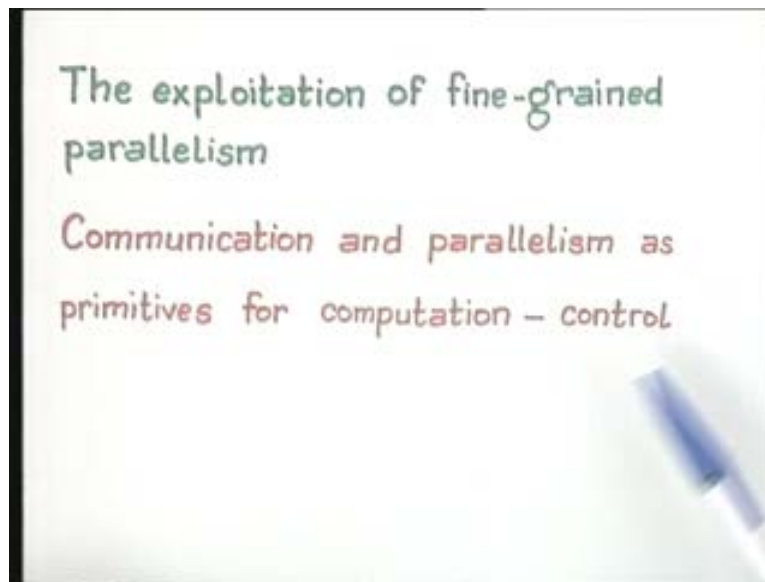 The exploitation of fine-grained
parallelism
Communication and parallelism as
primitives for computation – control